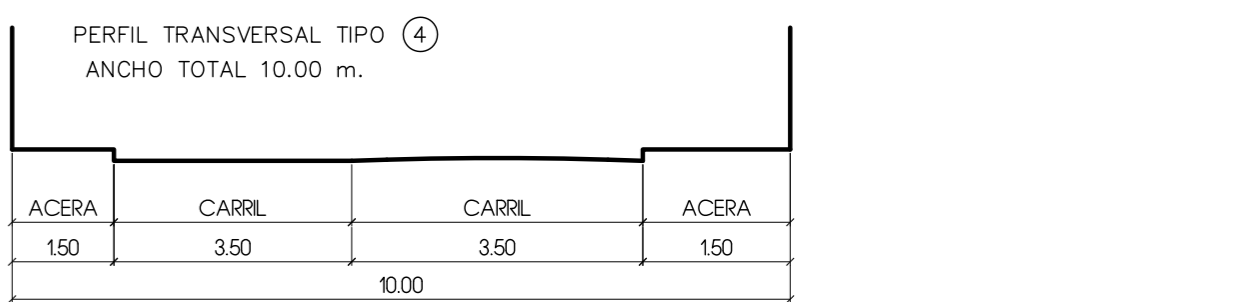 PERFIL TRANSVERSAL TIPO 4
ANCHO TOTAL 10.00 m.
ACERA CARRIL CARRIL ACERA
1.50 3.50 3.50 1.50
10.00